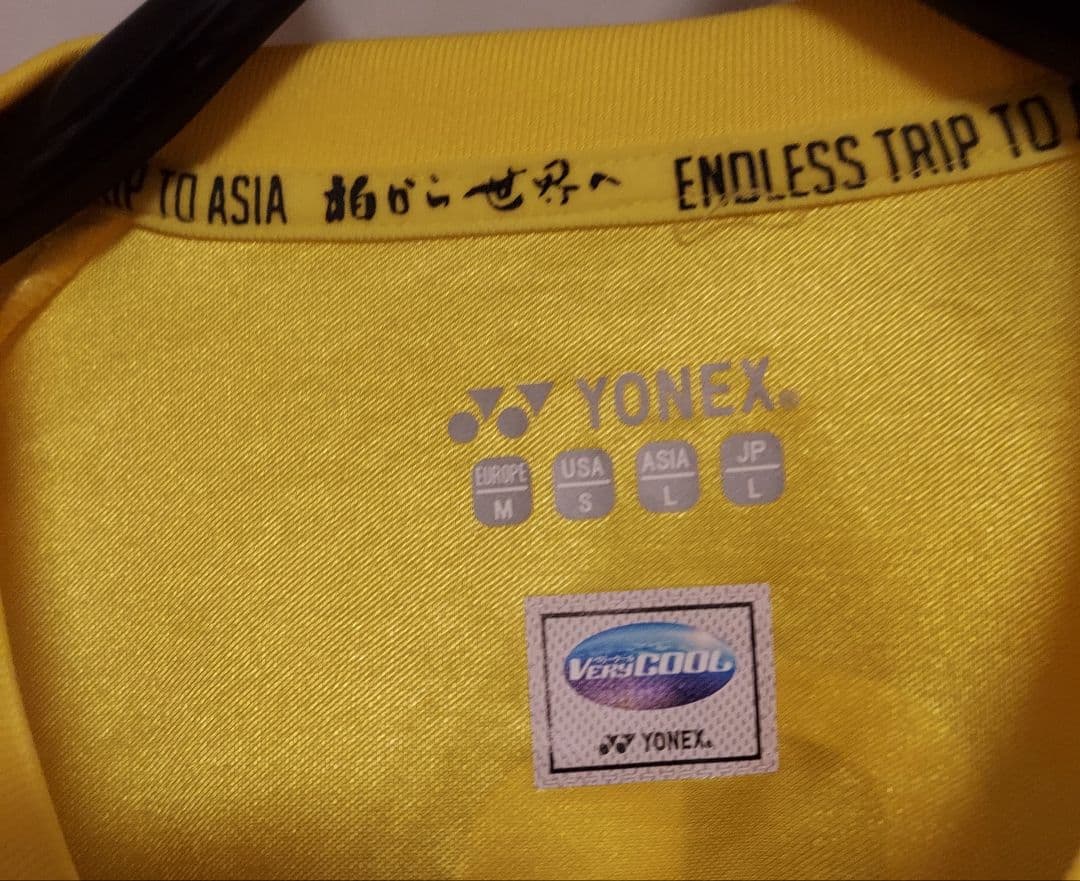 TO ASIA 柏から世界へ ENDLESS TRIP TO
YONEX®
EUROPE USA ASIA JP
M S L L
VERYCOOL
YONEX®